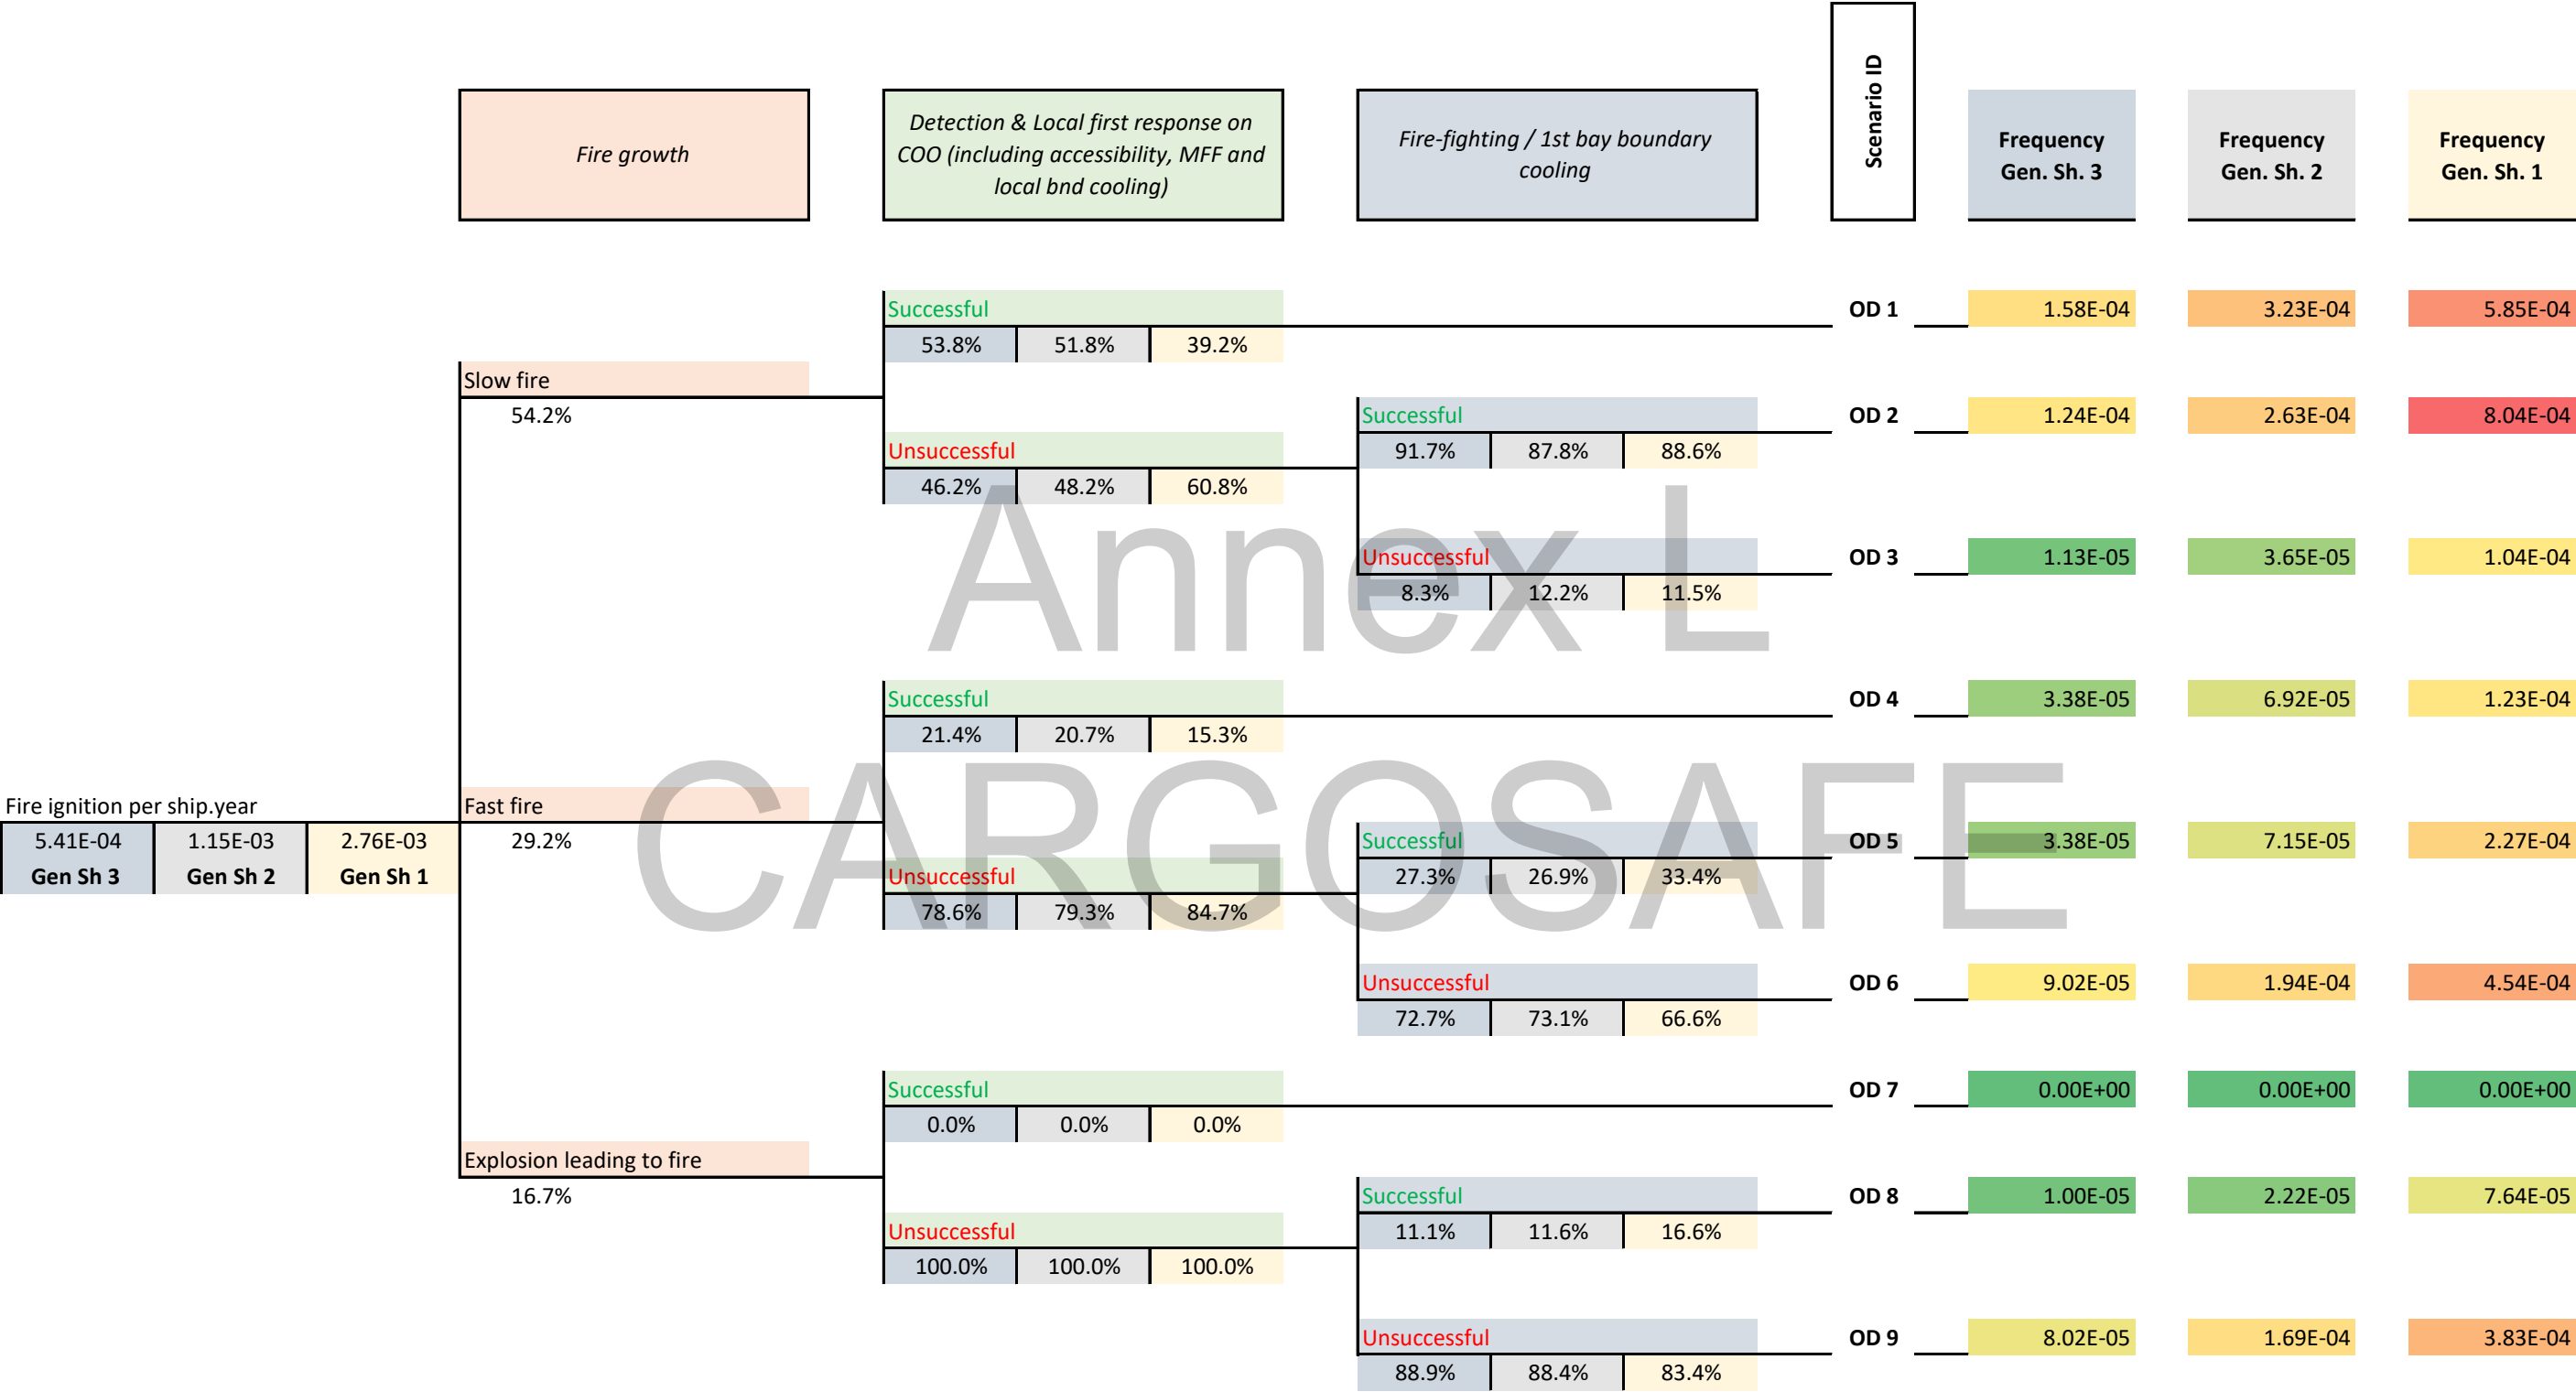 Scenario ID
Fire growth
Detection & Local first response on
COO (including accessibility, MFF and
local bnd cooling)
Fire-fighting / 1st bay boundary
cooling
Frequency
Gen. Sh. 3
Frequency
Gen. Sh. 2
Frequency
Gen. Sh. 1
Successful
OD 1 1.58E-04 3.23E-04 5.85E-04
53.8% 51.8% 39.2%
Slow fire
54.2%
Successful
OD 2 1.24E-04 2.63E-04 8.04E-04
Unsuccessful
91.7% 87.8% 88.6%
46.2% 48.2% 60.8%
Annex L
Unsuccessful
OD 3 1.13E-05 3.65E-05 1.04E-04
8.3% 12.2% 11.5%
Successful
OD 4 3.38E-05 6.92E-05 1.23E-04
21.4% 20.7% 15.3%
CARGOSAFE
Fire ignition per ship.year
Fast fire
5.41E-04 1.15E-03 2.76E-03
29.2%
Successful
OD 5 3.38E-05 7.15E-05 2.27E-04
Gen Sh 3 Gen Sh 2 Gen Sh 1
Unsuccessful
27.3% 26.9% 33.4%
78.6% 79.3% 84.7%
Unsuccessful
OD 6 9.02E-05 1.94E-04 4.54E-04
72.7% 73.1% 66.6%
Successful
OD 7 0.00E+00 0.00E+00 0.00E+00
0.0% 0.0% 0.0%
Explosion leading to fire
16.7%
Successful
OD 8 1.00E-05 2.22E-05 7.64E-05
Unsuccessful
11.1% 11.6% 16.6%
100.0% 100.0% 100.0%
Unsuccessful
OD 9 8.02E-05 1.69E-04 3.83E-04
88.9% 88.4% 83.4%